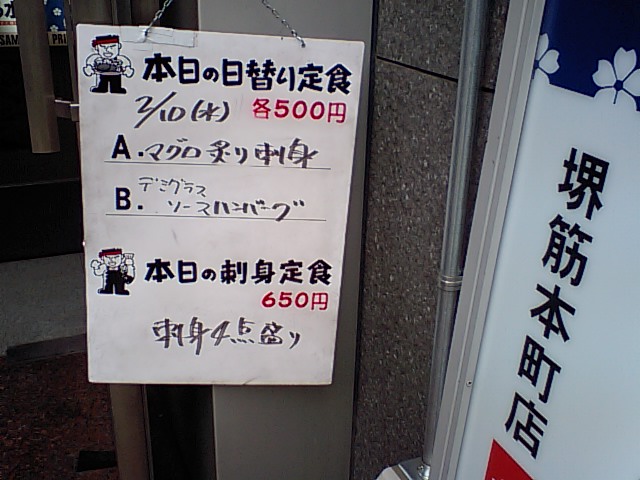 本日の日替り定食
2/10(水) 各500円
A.マグロ炙り刺身
B.デミグラス
ソースハンバーグ
本日の刺身定食
650円
刺身4点盛り
堺筋本町店